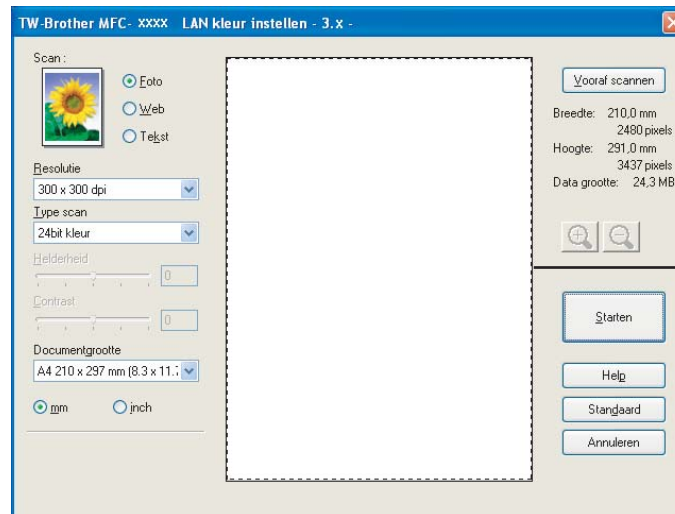 TW-Brother MFC- xxxx LAN kleur instellen - 3.x -
Scan :
Foto
Web
Tekst
Resolutie
300 x 300 dpi
Type scan
24bit kleur
Helderheid
0
Contrast
0
Documentgrootte
A4 210 x 297 mm (8.3 x 11.7
mm
inch
Vooraf scannen
Breedte: 210,0 mm
2480 pixels
Hoogte: 291,0 mm
3437 pixels
Data grootte: 24,3 MB
Starten
Help
Standaard
Annuleren